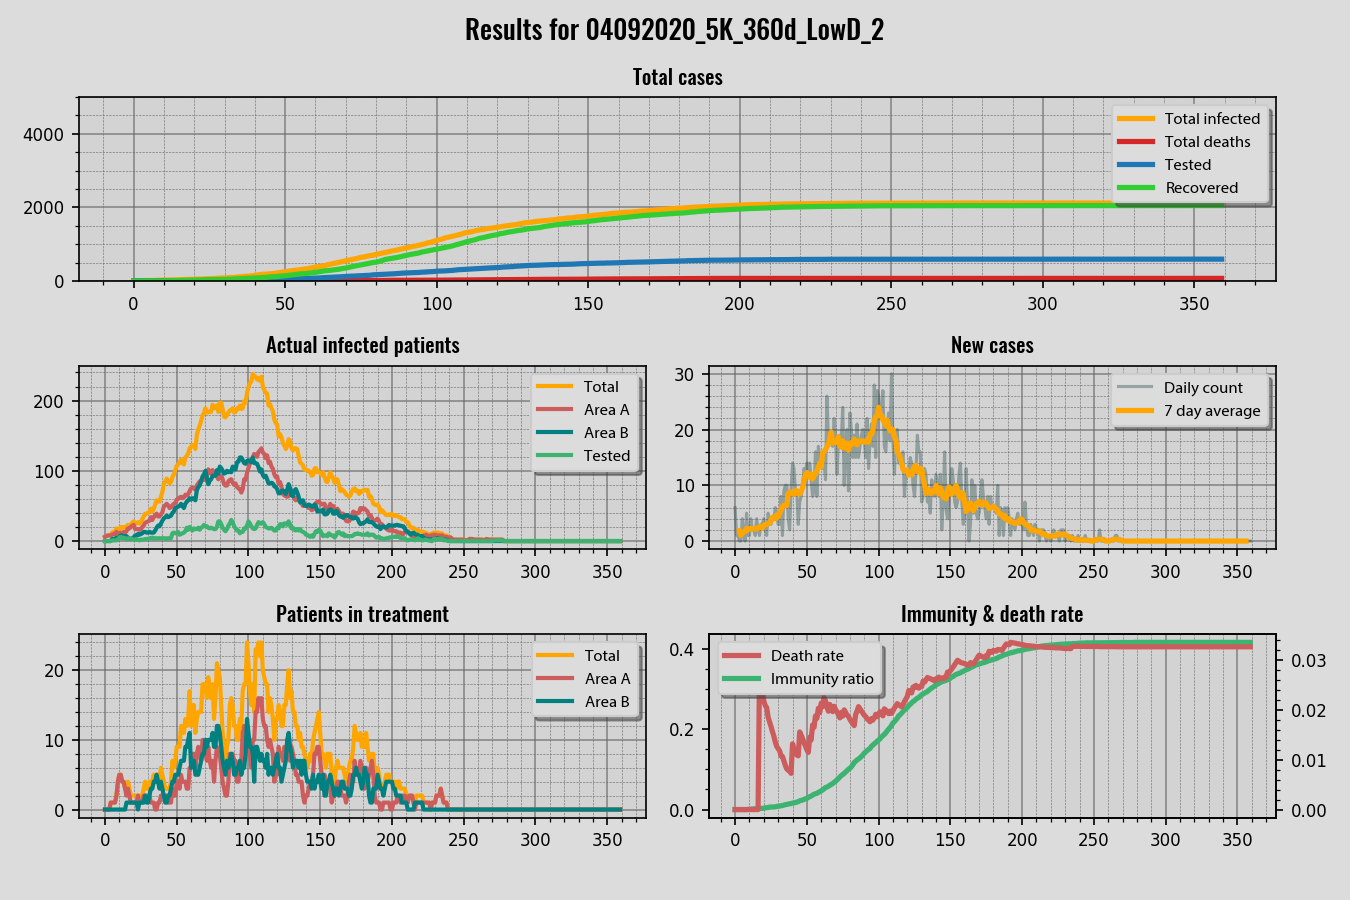 Results for 04092020_5K_360d_LowD_2
Total cases
4000
2000
0
Total infected
Total deaths
Tested
Recovered
0 50 100 150 200 250 300 350
Actual infected patients
200
100
0
Total
Area A
Area B
Tested
0 50 100 150 200 250 300 350
New cases
30
20
10
0
Daily count
7 day average
0 50 100 150 200 250 300 350
Patients in treatment
20
10
0
Total
Area A
Area B
0 50 100 150 200 250 300 350
Immunity & death rate
0.4
0.2
0.0
Death rate
Immunity ratio
0.03
0.02
0.01
0.00
0 50 100 150 200 250 300 350